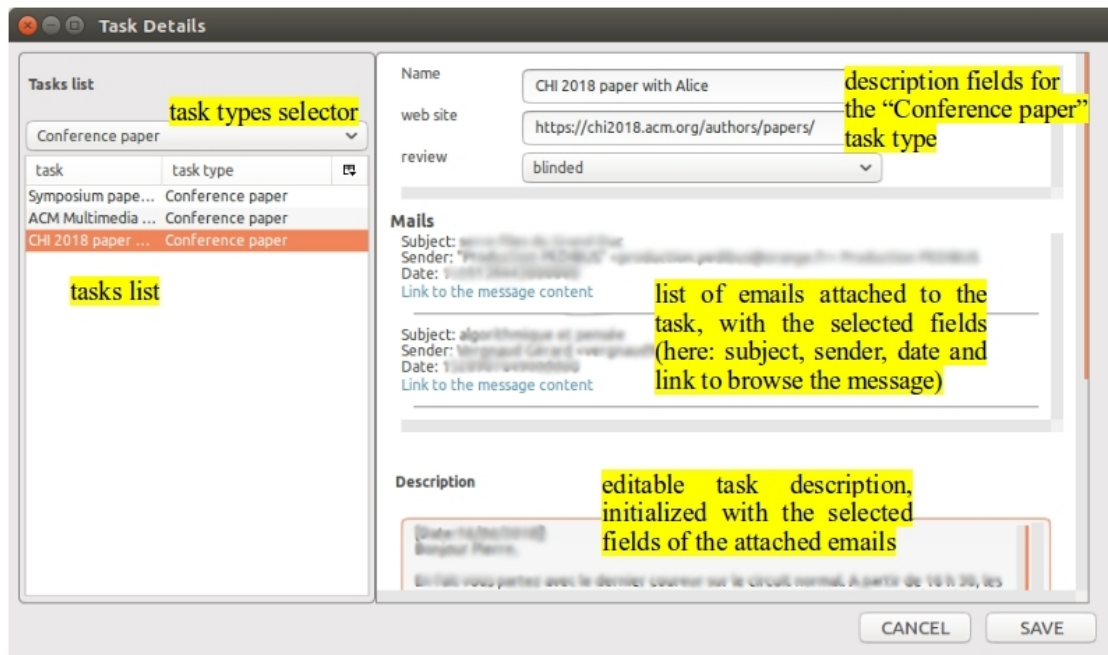 Task Details
Tasks list
task types selector
Conference paper
task
task type
Symposium pape... Conference paper
ACM Multimedia ... Conference paper
CHI 2018 paper ... Conference paper
tasks list
Name
CHI 2018 paper with Alice
web site
https://chi2018.acm.org/authors/papers/
review
blinded
description fields for
the “Conference paper”
task type
Mails
Subject:
Sender:
Date:
Link to the message content
Subject: algorithmique et pensée
Sender:
Date:
Link to the message content
list of emails attached to the
task, with the selected fields
(here: subject, sender, date and
link to browse the message)
Description
editable task description,
initialized with the selected
fields of the attached emails
Bonjour Pierre,
CANCEL
SAVE